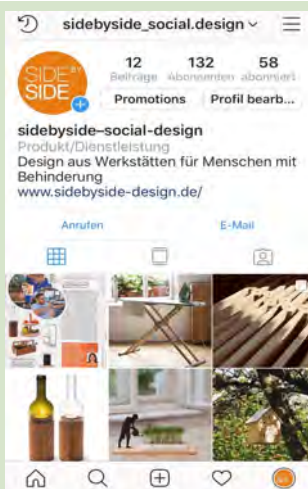 sidebyside_social.design
SIDE BY
SIDE
12 132 58
Beiträge Abonnenten abonniert
Promotions Profil bearb...
sidebyside–social-design
Produkt/Dienstleistung
Design aus Werkstätten für Menschen mit
Behinderung
www.sidebyside-design.de/
Anrufen E-Mail